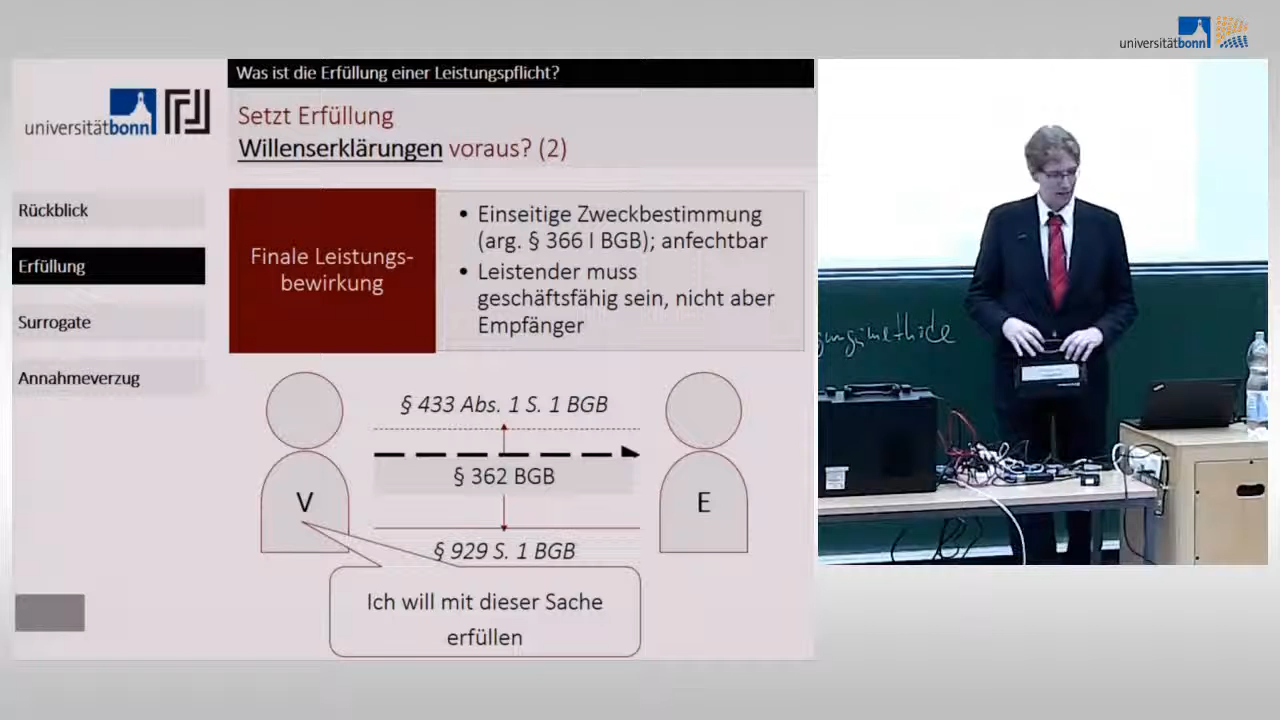 universitätbonn
Was ist die Erfüllung einer Leistungspflicht?
universitätbonn
Setzt Erfüllung
Willenserklärungen voraus? (2)
Rückblick
Erfüllung
Surrogate
Annahmeverzug
Finale Leistungs-
bewirkung
• Einseitige Zweckbestimmung
(arg. § 366 I BGB); anfechtbar
• Leistender muss
geschäftsfähig sein, nicht aber
Empfänger
§ 433 Abs. 1 S. 1 BGB
§ 362 BGB
V
E
§ 929 S. 1 BGB
Ich will mit dieser Sache
erfüllen